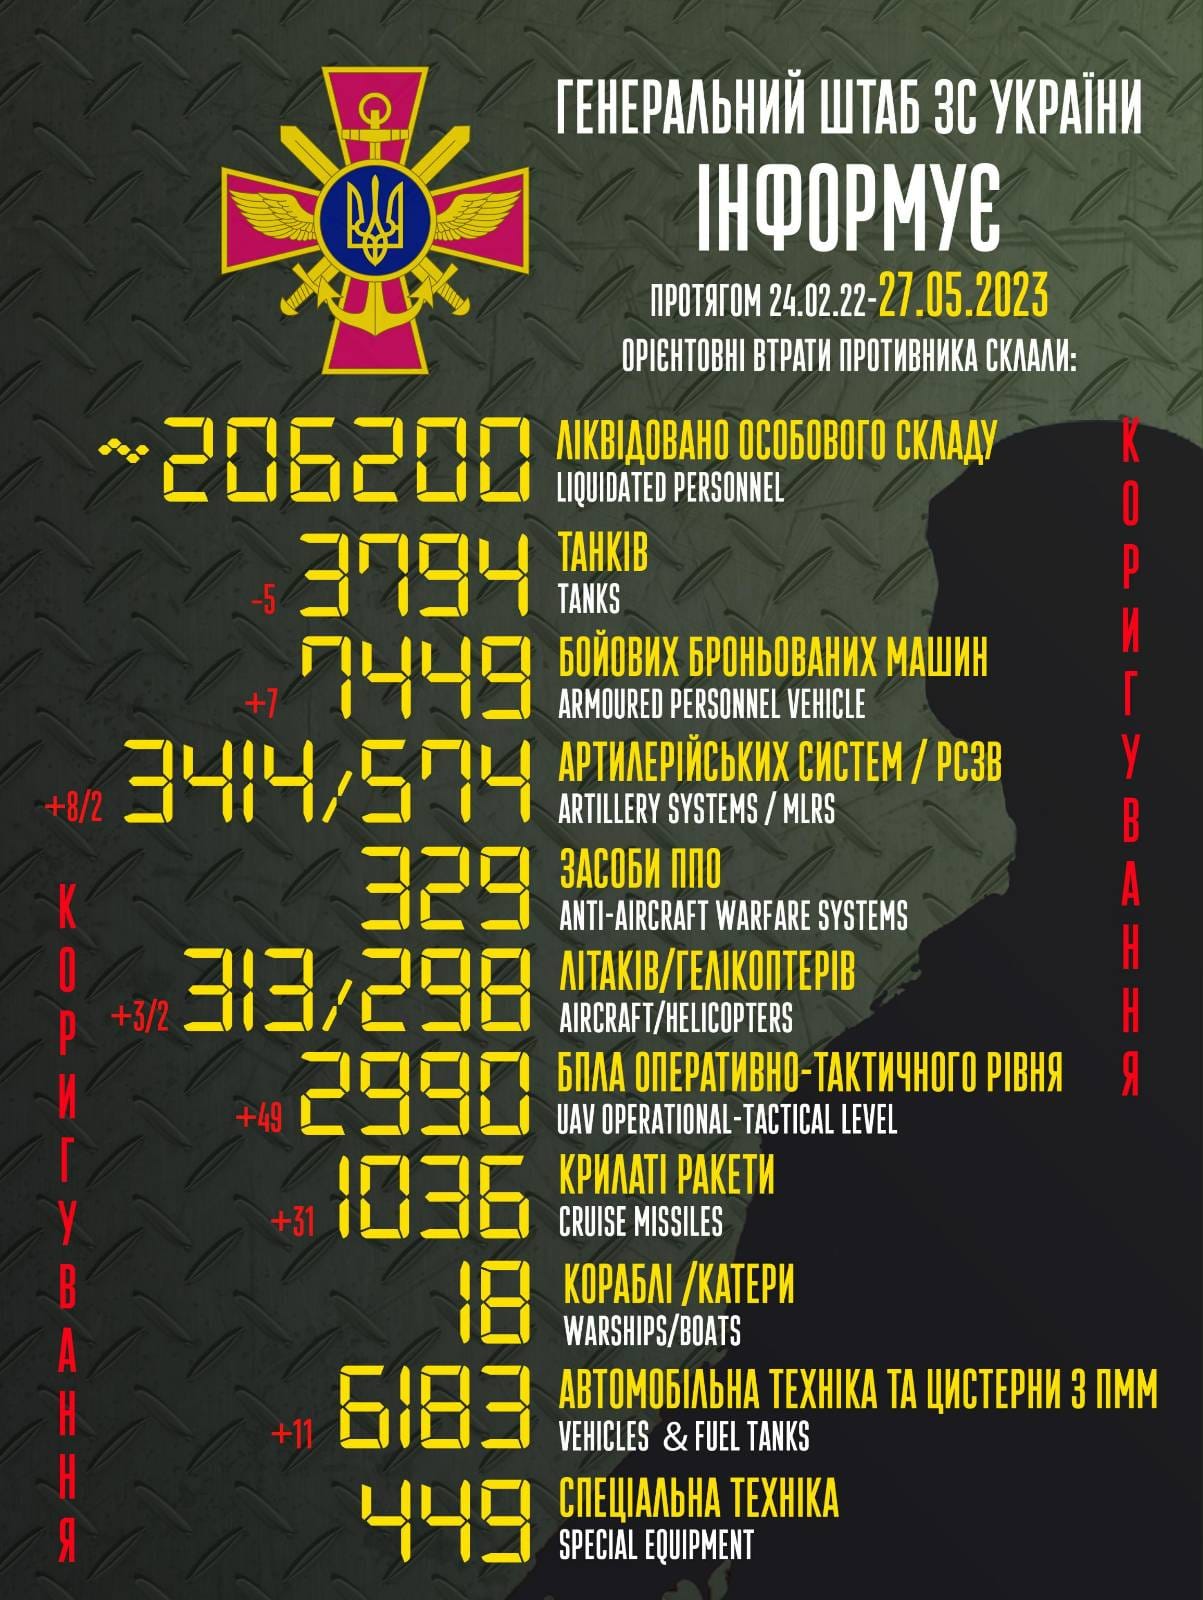 ГЕНЕРАЛЬНИЙ ШТАБ ЗС УКРАЇНИ
ІНФОРМУЄ
ПРОТЯГОМ 24.02.22-27.05.2023
ОРІЄНТОВНІ ВТРАТИ ПРОТИВНИКА СКЛАЛИ:
~206200 ЛІКВІДОВАНО ОСОБОВОГО СКЛАДУ
LIQUIDATED PERSONNEL
-5 3794 ТАНКІВ
TANKS
+7 7449 БОЙОВИХ БРОНЬОВАНИХ МАШИН
ARMOURED PERSONNEL VEHICLE
+8/2 3414/574 АРТИЛЕРІЙСЬКИХ СИСТЕМ / РСЗВ
ARTILLERY SYSTEMS / MLRS
329 ЗАСОБИ ППО
ANTI-AIRCRAFT WARFARE SYSTEMS
+3/2 313/298 ЛІТАКІВ/ГЕЛІКОПТЕРІВ
AIRCRAFT/HELICOPTERS
+49 2990 БПЛА ОПЕРАТИВНО-ТАКТИЧНОГО РІВНЯ
UAV OPERATIONAL-TACTICAL LEVEL
+31 1036 КРИЛАТІ РАКЕТИ
CRUISE MISSILES
18 КОРАБЛІ /КАТЕРИ
WARSHIPS/BOATS
+11 6183 АВТОМОБІЛЬНА ТЕХНІКА ТА ЦИСТЕРНИ З ПММ
VEHICLES & FUEL TANKS
449 СПЕЦІАЛЬНА ТЕХНІКА
SPECIAL EQUIPMENT
КОРИГУВАННЯ
КОРИГУВАННЯ